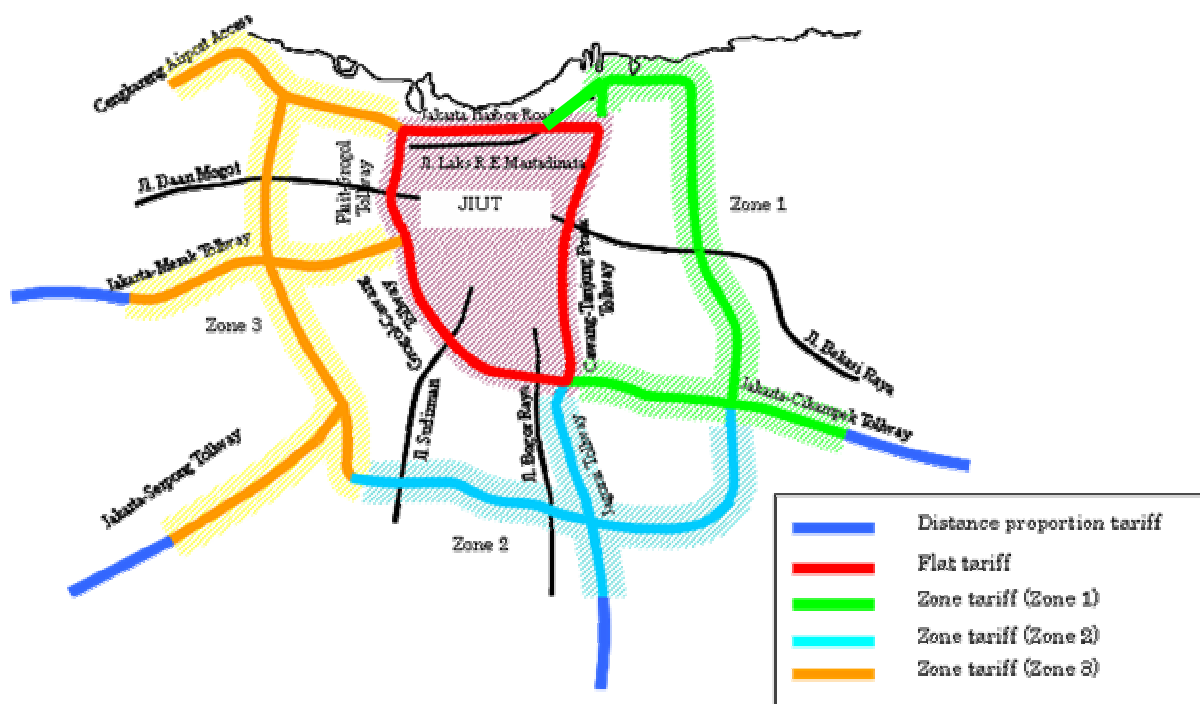 Cengkareng Airport Access
Jakarta Harbor Road
Jl. Laks R. E Martadinata
Jl. Daan Mogot
Pluit-Grogol
Tollway
JIUT
Zone 1
Jakarta-Merak Tollway
Zone 3
Tollway
Cawang-Tanjung Priok
Tollway
Jl. Bekasi Raya
Jakarta-Cikampek Tollway
Jl. Sudirman
Jl. Bogor Raya
Tollway
Jakarta-Serpong Tollway
Zone 2
Distance proportion tariff
Flat tariff
Zone tariff (Zone 1)
Zone tariff (Zone 2)
Zone tariff (Zone 3)